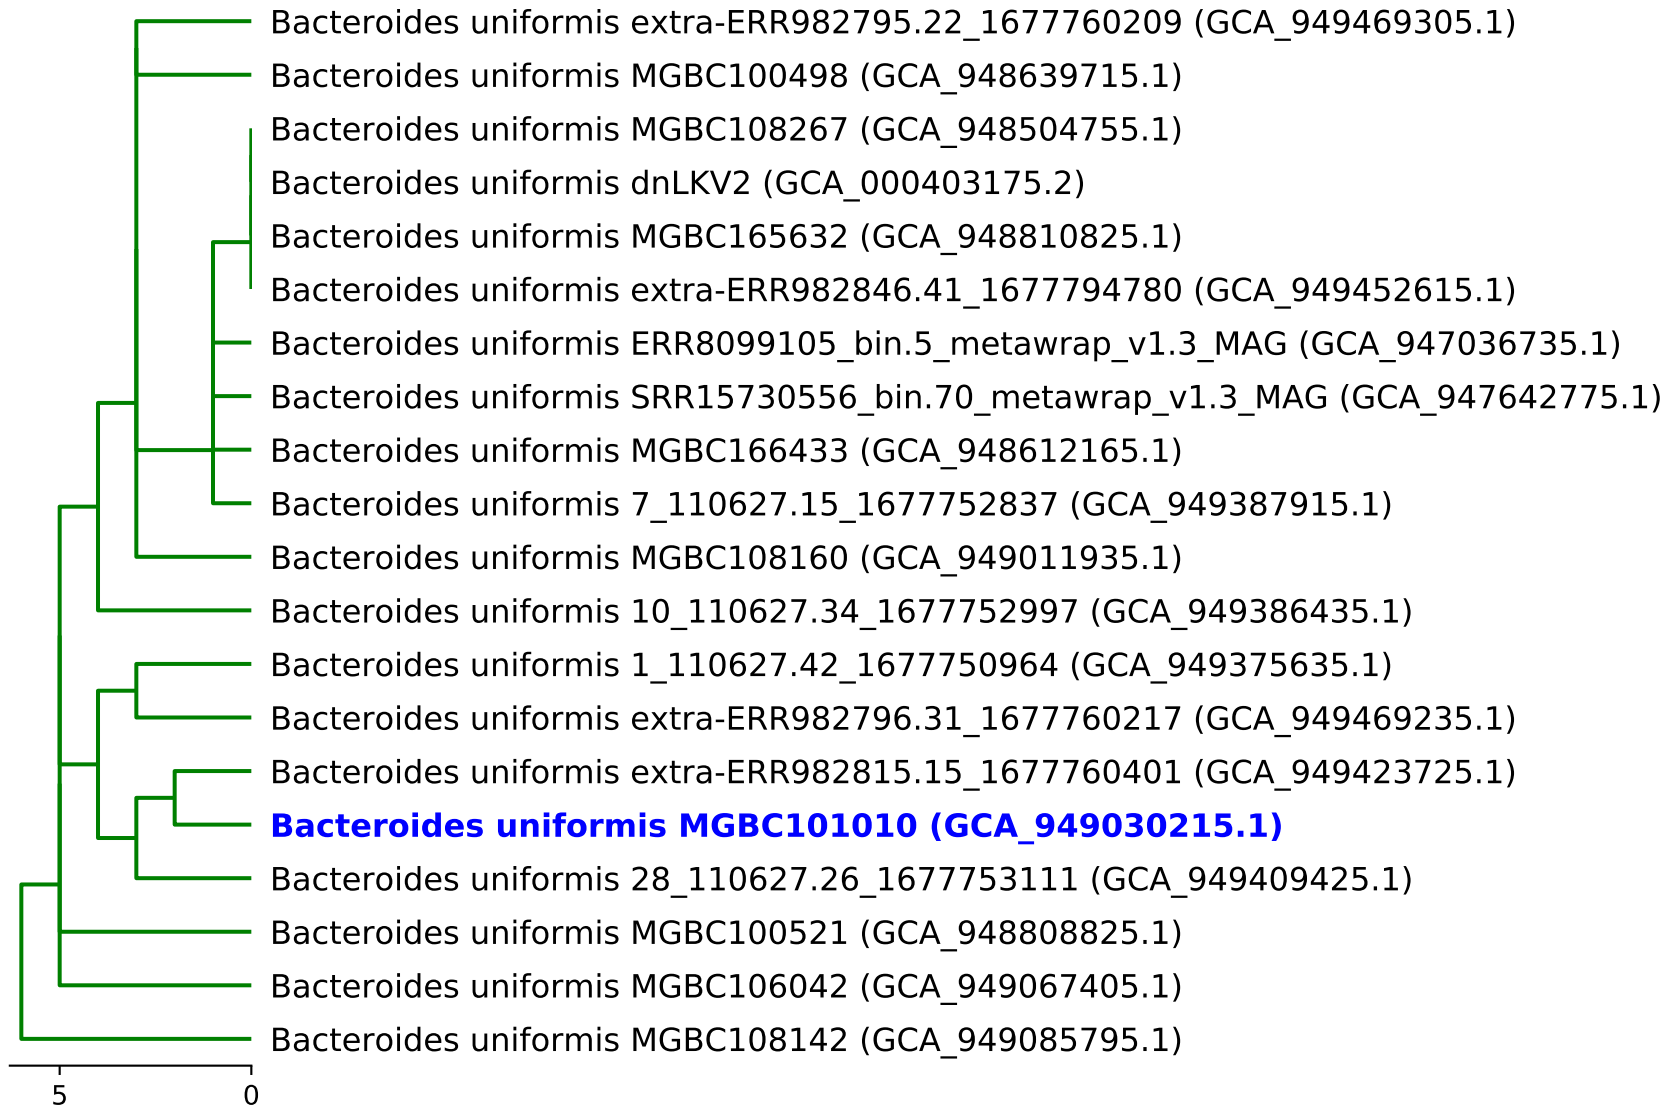 Bacteroides uniformis extra-ERR982795.22_1677760209 (GCA_949469305.1)
Bacteroides uniformis MGBC100498 (GCA_948639715.1)
Bacteroides uniformis MGBC108267 (GCA_948504755.1)
Bacteroides uniformis dnLKV2 (GCA_000403175.2)
Bacteroides uniformis MGBC165632 (GCA_948810825.1)
Bacteroides uniformis extra-ERR982846.41_1677794780 (GCA_949452615.1)
Bacteroides uniformis ERR8099105_bin.5_metawrap_v1.3_MAG (GCA_947036735.1)
Bacteroides uniformis SRR15730556_bin.70_metawrap_v1.3_MAG (GCA_947642775.1)
Bacteroides uniformis MGBC166433 (GCA_948612165.1)
Bacteroides uniformis 7_110627.15_1677752837 (GCA_949387915.1)
Bacteroides uniformis MGBC108160 (GCA_949011935.1)
Bacteroides uniformis 10_110627.34_1677752997 (GCA_949386435.1)
Bacteroides uniformis 1_110627.42_1677750964 (GCA_949375635.1)
Bacteroides uniformis extra-ERR982796.31_1677760217 (GCA_949469235.1)
Bacteroides uniformis extra-ERR982815.15_1677760401 (GCA_949423725.1)
Bacteroides uniformis MGBC101010 (GCA_949030215.1)
Bacteroides uniformis 28_110627.26_1677753111 (GCA_949409425.1)
Bacteroides uniformis MGBC100521 (GCA_948808825.1)
Bacteroides uniformis MGBC106042 (GCA_949067405.1)
Bacteroides uniformis MGBC108142 (GCA_949085795.1)
5 0